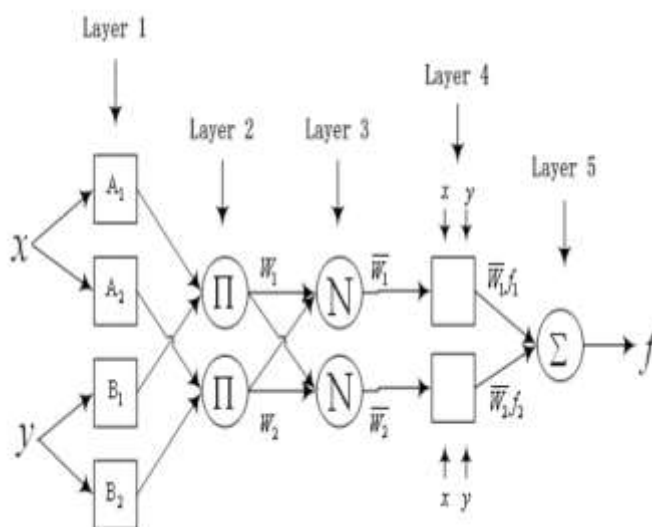 Layer 1
Layer 2
Layer 3
Layer 4
Layer 5
x
y
A₁
A₂
B₁
B₂
Π
Π
W₁
W₂
N
N
W̅₁
W̅₂
x y
x y
W̅₁f₁
W̅₂f₂
Σ
f